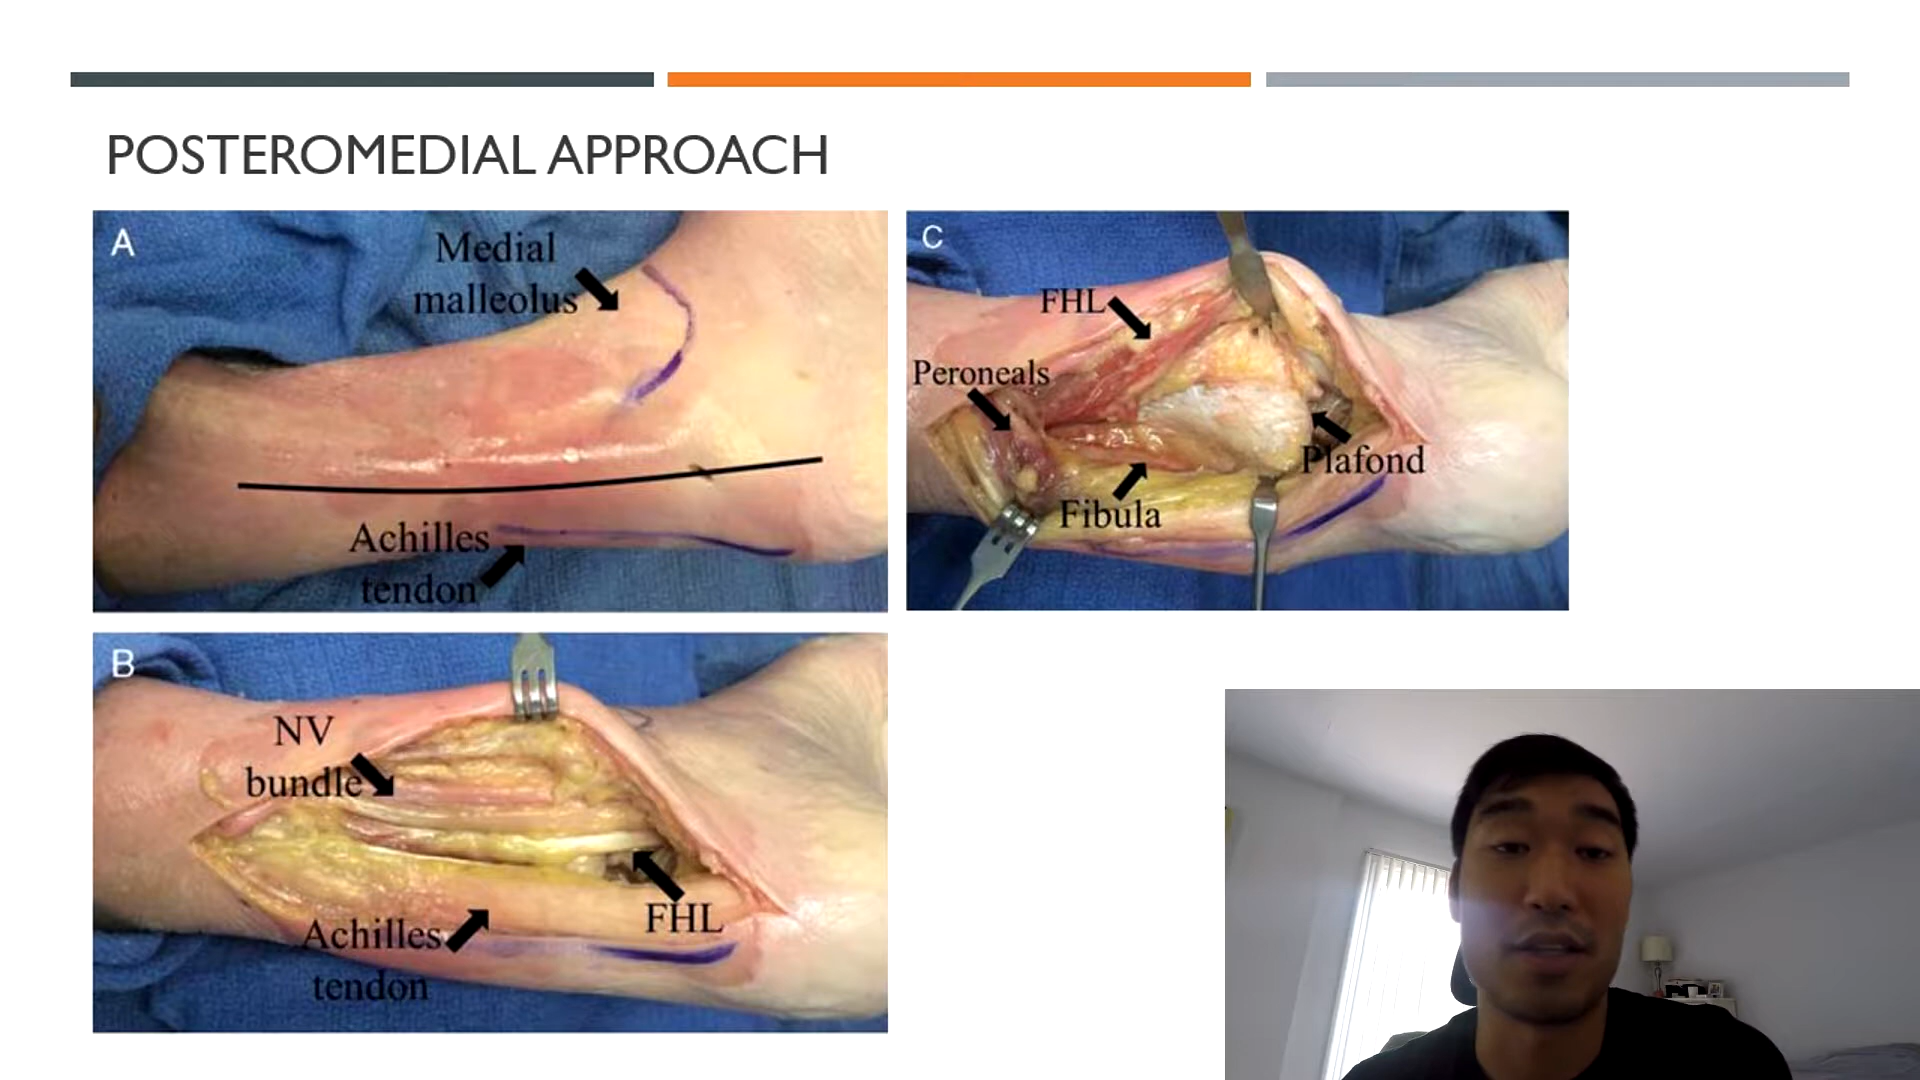 POSTEROMEDIAL APPROACH
A
Medial
malleolus
Achilles
tendon
B
NV
bundle
FHL
Achilles
tendon
C
FHL
Peroneals
Plafond
Fibula